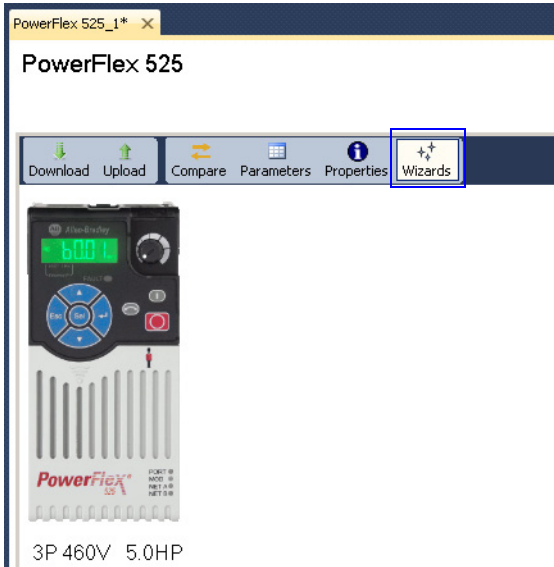 PowerFlex 525_1* ×
PowerFlex 525
Download Upload Compare Parameters Properties Wizards
Allen-Bradley
b001
Esc Sel
PowerFlex®
525
PORT
MOD
NET A
NET B
3P 460V 5.0HP